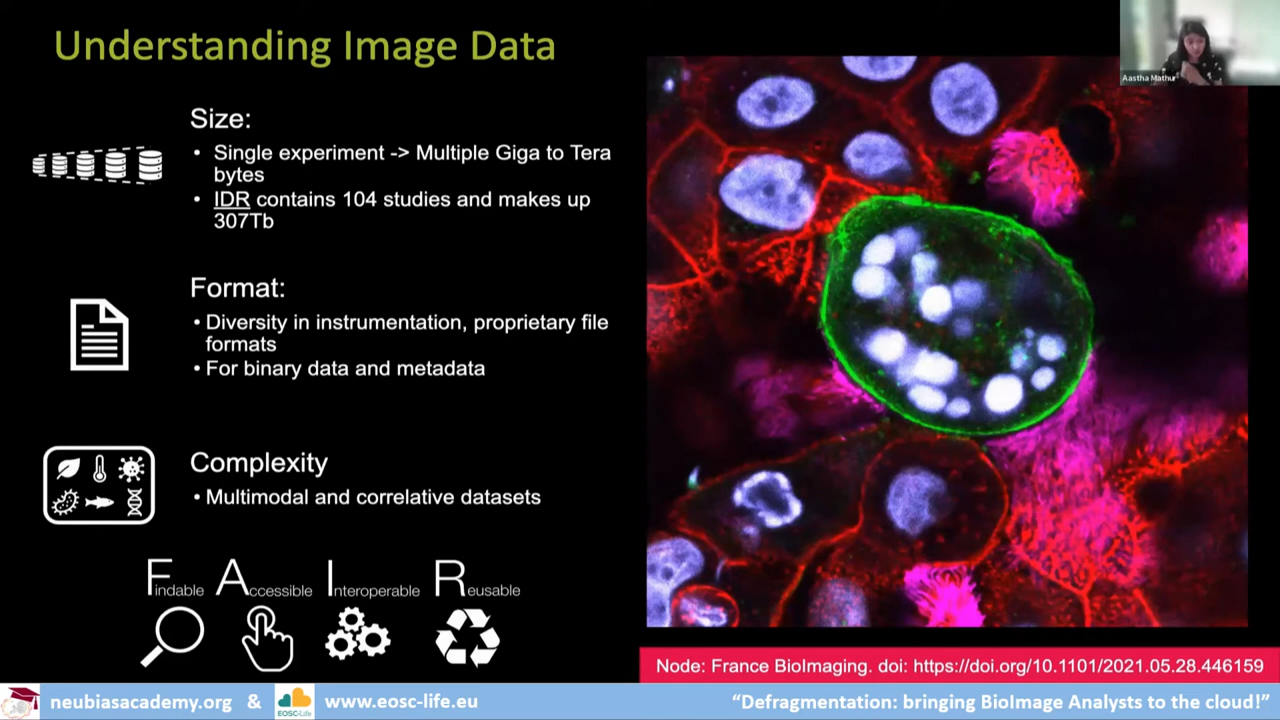 Understanding Image Data
Aastha Mathur
Size:
• Single experiment -> Multiple Giga to Tera
bytes
• IDR contains 104 studies and makes up
307Tb
Format:
• Diversity in instrumentation, proprietary file
formats
• For binary data and metadata
Complexity
• Multimodal and correlative datasets
Findable Accessible Interoperable Reusable
Node: France BioImaging. doi: https://doi.org/10.1101/2021.05.28.446159
neubiasacademy.org & EOSC-Life www.eosc-life.eu "Defragmentation: bringing BioImage Analysts to the cloud!"